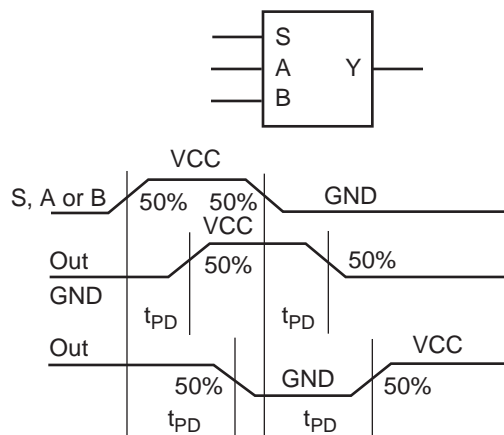 S
A Y
B
VCC
S, A or B 50% 50% GND
VCC
Out 50% 50%
GND
tPD tPD
Out VCC
50% GND 50%
tPD tPD